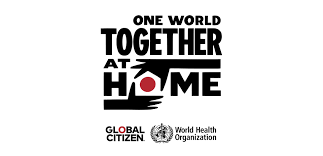 ONE WORLD
TOGETHER
AT
HOME
GLOBAL CITIZEN.
World Health Organization